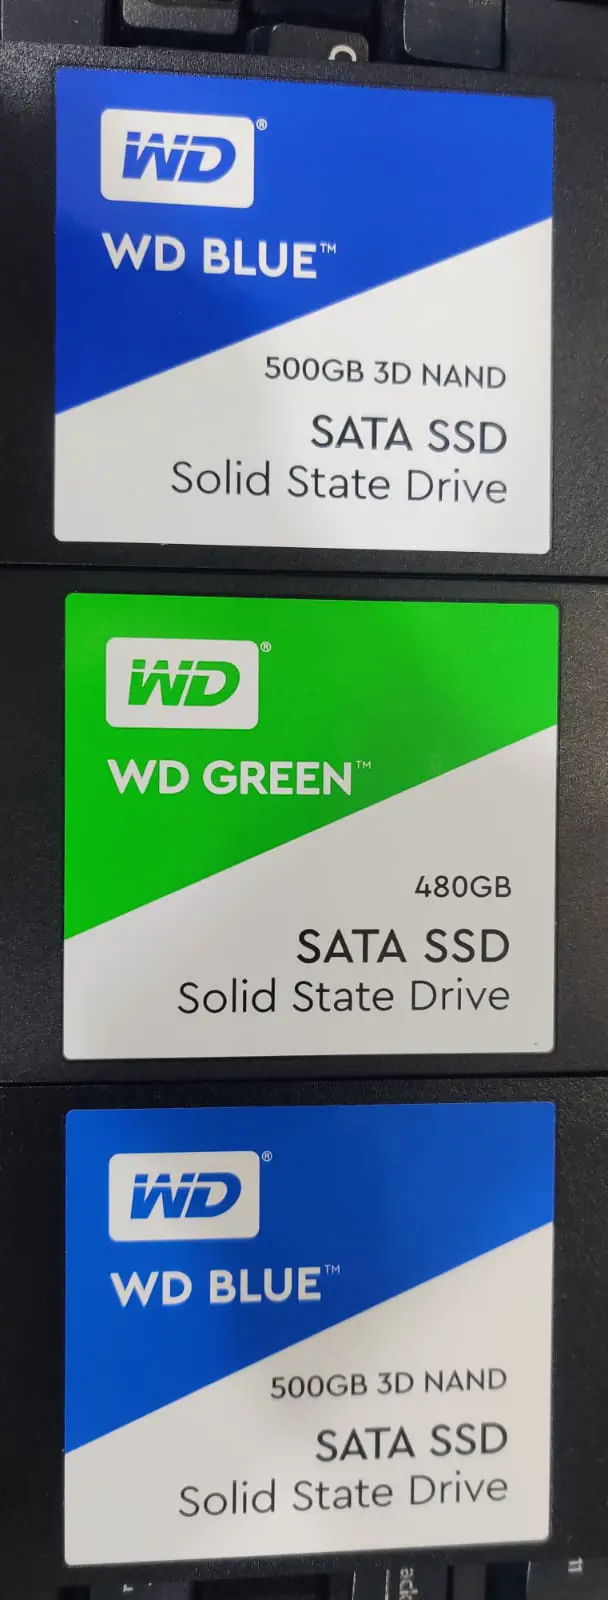 WD®
WD BLUE™
500GB 3D NAND
SATA SSD
Solid State Drive
WD®
WD GREEN™
480GB
SATA SSD
Solid State Drive
WD®
WD BLUE™
500GB 3D NAND
SATA SSD
Solid State Drive